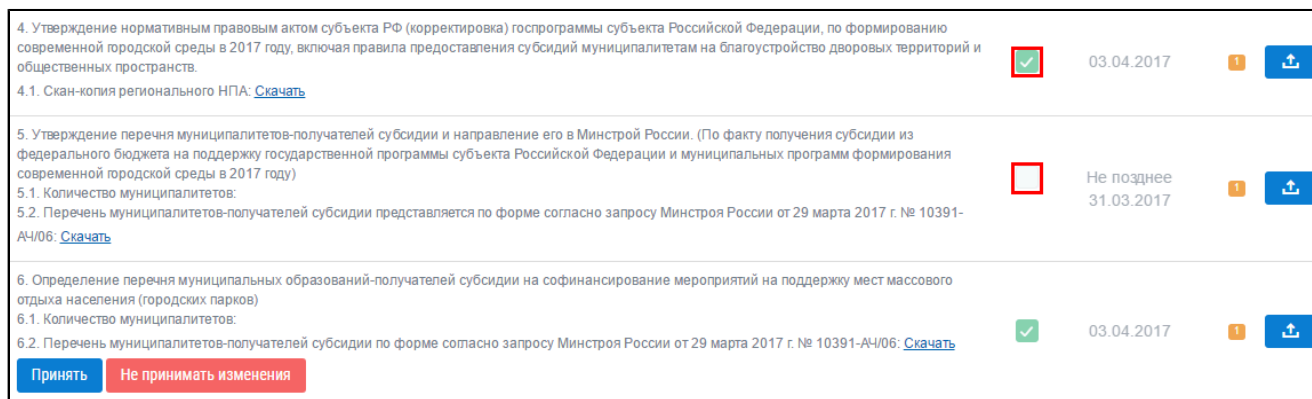 4. Утверждение нормативным правовым актом субъекта РФ (корректировка) госпрограммы субъекта Российской Федерации, по формированию
современной городской среды в 2017 году, включая правила предоставления субсидий муниципалитетам на благоустройство дворовых территорий и
общественных пространств.
4.1. Скан-копия регионального НПА: Скачать
03.04.2017
1
5. Утверждение перечня муниципалитетов-получателей субсидии и направление его в Минстрой России. (По факту получения субсидии из
федерального бюджета на поддержку государственной программы субъекта Российской Федерации и муниципальных программ формирования
современной городской среды в 2017 году)
5.1. Количество муниципалитетов:
5.2. Перечень муниципалитетов-получателей субсидии представляется по форме согласно запросу Минстроя России от 29 марта 2017 г. № 10391-
АЧ/06: Скачать
Не позднее
31.03.2017
1
6. Определение перечня муниципальных образований-получателей субсидии на софинансирование мероприятий на поддержку мест массового
отдыха населения (городских парков)
6.1. Количество муниципалитетов:
6.2. Перечень муниципалитетов-получателей субсидии по форме согласно запросу Минстроя России от 29 марта 2017 г. № 10391-АЧ/06: Скачать
03.04.2017
1
Принять
Не принимать изменения